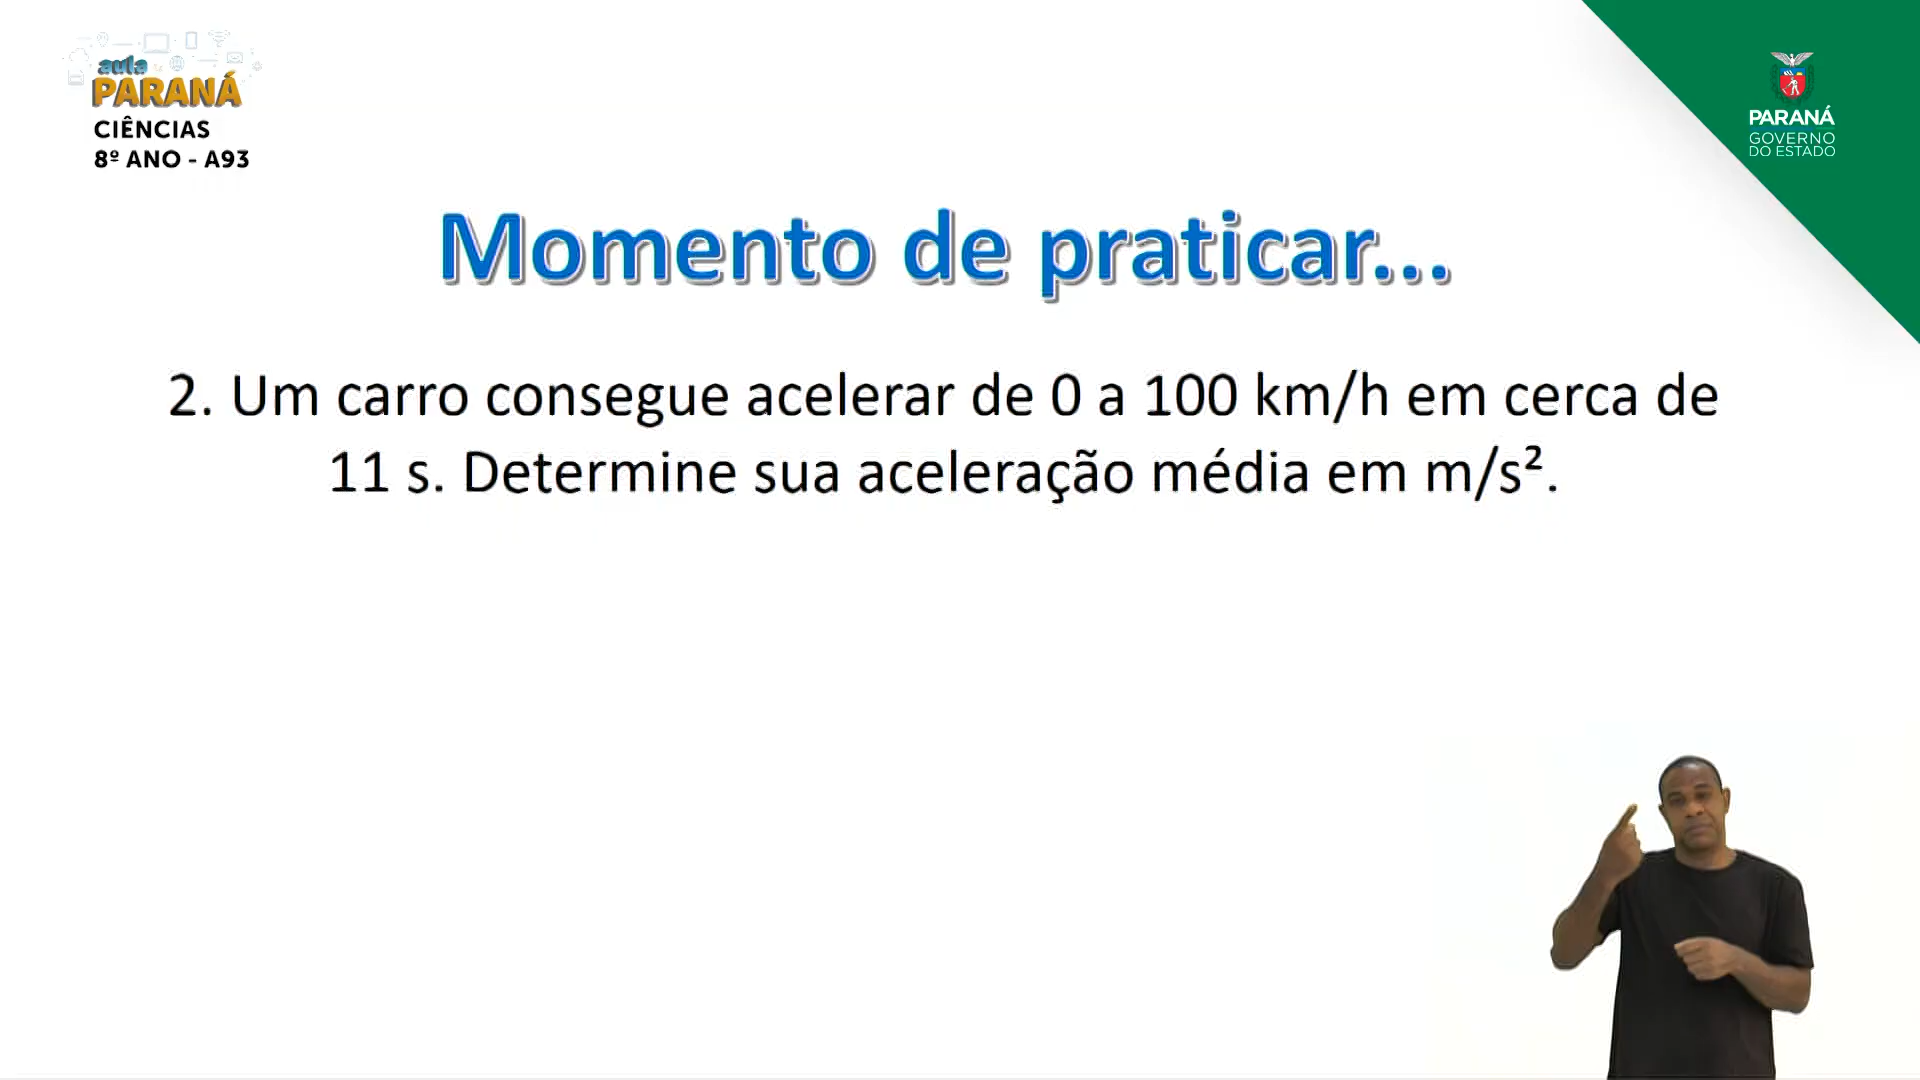 aula
PARANÁ
CIÊNCIAS
8º ANO - A93
PARANÁ
GOVERNO
DO ESTADO
Momento de praticar...
2. Um carro consegue acelerar de 0 a 100 km/h em cerca de
11 s. Determine sua aceleração média em m/s².